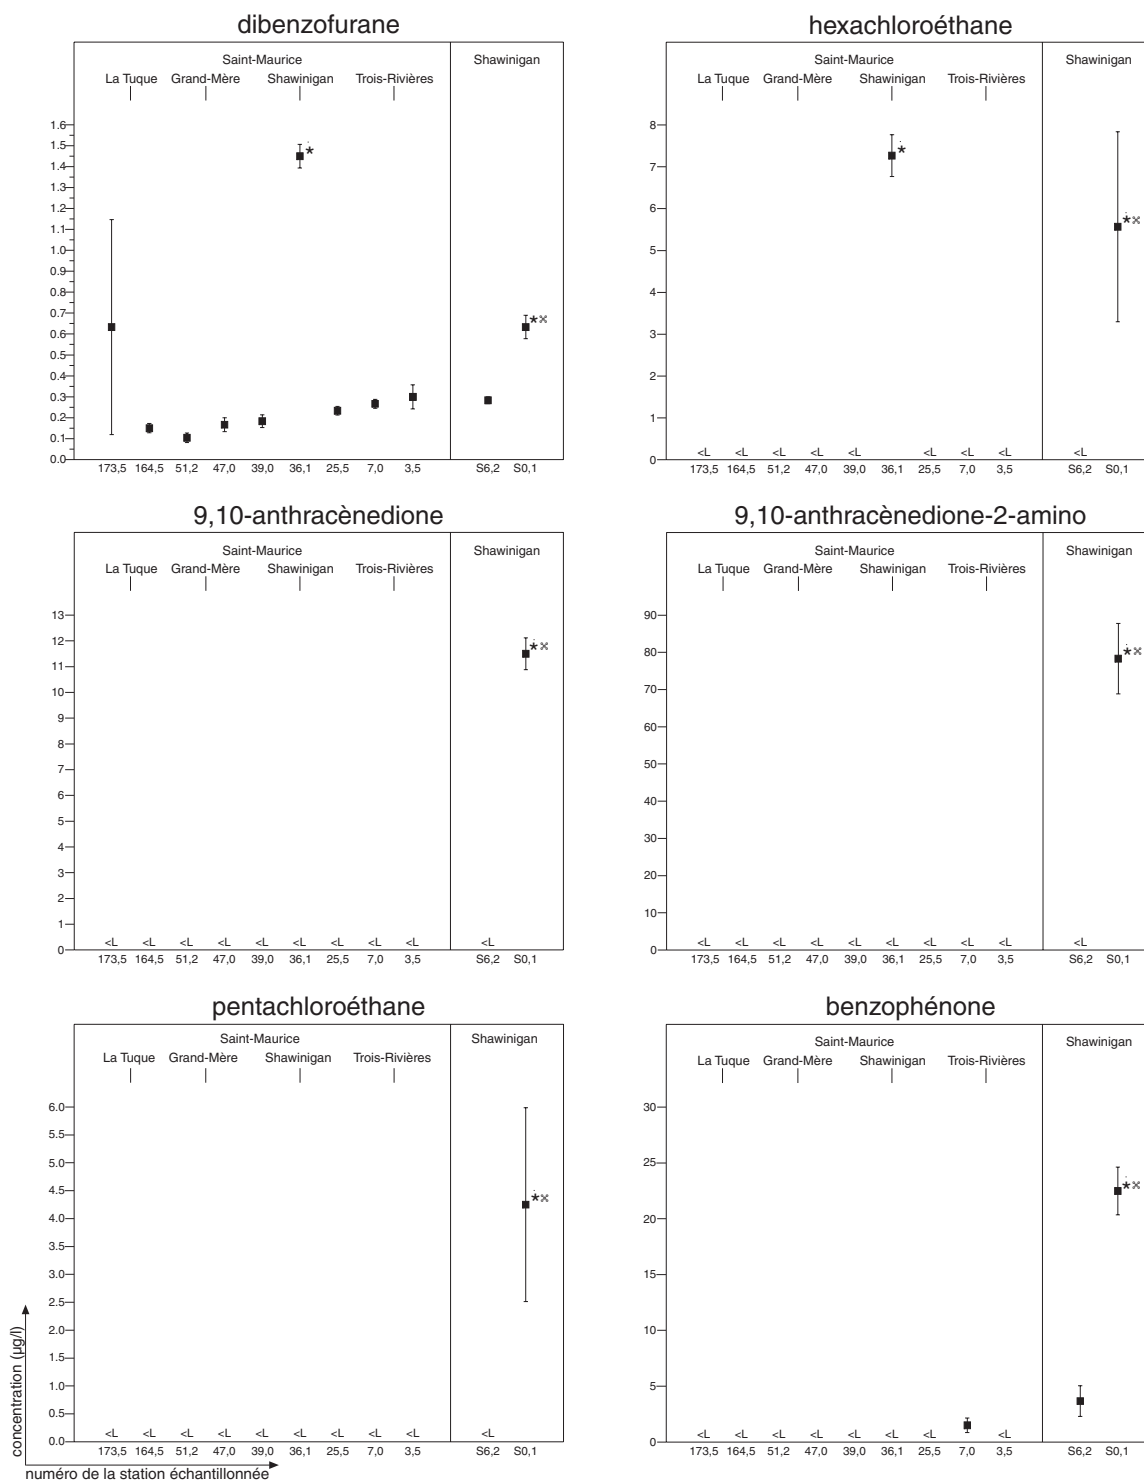 dibenzofurane
Saint-Maurice Shawinigan
La Tuque Grand-Mère Shawinigan Trois-Rivières
1.6
1.5 *
1.4
1.3
1.2
1.1
1.0
0.9
0.8
0.7
0.6 *
0.5
0.4
0.3
0.2
0.1
0.0
173,5 164,5 51,2 47,0 39,0 36,1 25,5 7,0 3,5 S6,2 S0,1
hexachloroéthane
Saint-Maurice Shawinigan
La Tuque Grand-Mère Shawinigan Trois-Rivières
8
7 *
6 *
5
4
3
2
1
0 <L <L <L <L <L <L <L <L <L
173,5 164,5 51,2 47,0 39,0 36,1 25,5 7,0 3,5 S6,2 S0,1
9,10-anthracènedione
Saint-Maurice Shawinigan
La Tuque Grand-Mère Shawinigan Trois-Rivières
13
12 *
11
10
9
8
7
6
5
4
3
2
1
0 <L <L <L <L <L <L <L <L <L <L
173,5 164,5 51,2 47,0 39,0 36,1 25,5 7,0 3,5 S6,2 S0,1
9,10-anthracènedione-2-amino
Saint-Maurice Shawinigan
La Tuque Grand-Mère Shawinigan Trois-Rivières
90
80 *
70
60
50
40
30
20
10
0 <L <L <L <L <L <L <L <L <L <L
173,5 164,5 51,2 47,0 39,0 36,1 25,5 7,0 3,5 S6,2 S0,1
pentachloroéthane
Saint-Maurice Shawinigan
La Tuque Grand-Mère Shawinigan Trois-Rivières
6.0
5.5
5.0
4.5 *
4.0
3.5
3.0
2.5
2.0
1.5
1.0
0.5
0.0 <L <L <L <L <L <L <L <L <L <L
173,5 164,5 51,2 47,0 39,0 36,1 25,5 7,0 3,5 S6,2 S0,1
concentration (µg/l)
numéro de la station échantillonnée
benzophénone
Saint-Maurice Shawinigan
La Tuque Grand-Mère Shawinigan Trois-Rivières
30
25 *
20
15
10
5
0 <L <L <L <L <L <L <L <L
173,5 164,5 51,2 47,0 39,0 36,1 25,5 7,0 3,5 S6,2 S0,1